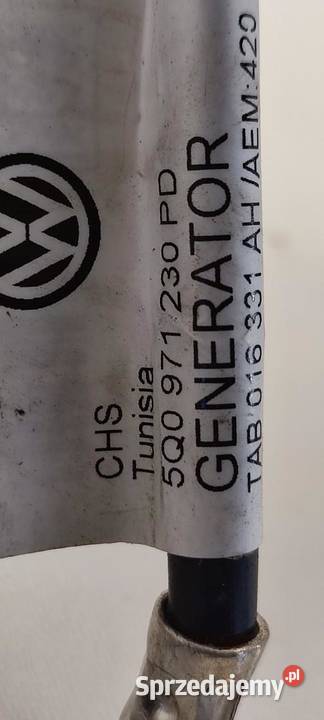 CHS
Tunisia
5Q0 971 230 PD
GENERATOR
TAB 016 331 AH /AEM:420
Sprzedajemy.pl